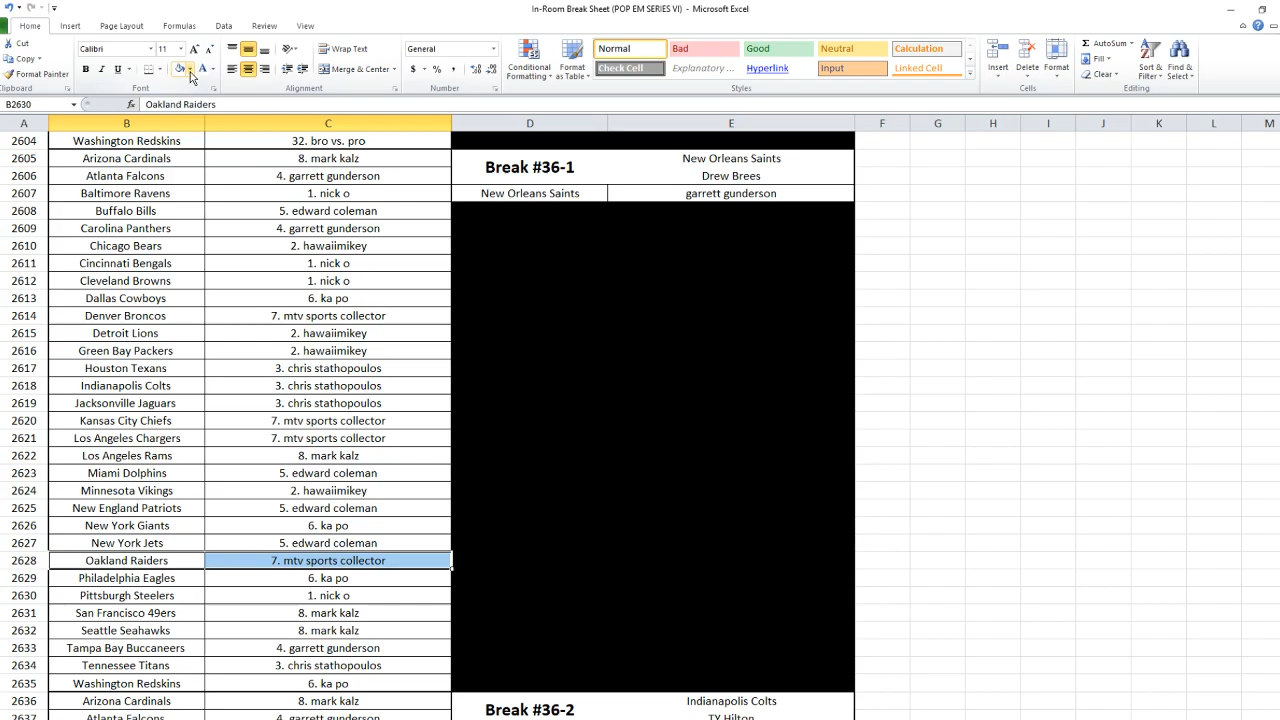 In-Room Break Sheet (POP EM SERIES VI) - Microsoft Excel
Home Insert Page Layout Formulas Data Review View
Cut
Copy
Format Painter
Clipboard
Calibri 11
B I U
Font
Wrap Text
Merge & Center
Alignment
General
$ % ,
Number
Conditional Formatting
Format as Table
Normal Bad Good Neutral Calculation
Check Cell Explanatory ... Hyperlink Input Linked Cell
Styles
Insert Delete Format
Cells
AutoSum
Fill
Clear
Sort & Filter
Find & Select
Editing
B2630 fx Oakland Raiders
A B C D E F G H I J K L M
2604 Washington Redskins 32. bro vs. pro
2605 Arizona Cardinals 8. mark kalz Break #36-1 New Orleans Saints
2606 Atlanta Falcons 4. garrett gunderson Drew Brees
2607 Baltimore Ravens 1. nick o New Orleans Saints garrett gunderson
2608 Buffalo Bills 5. edward coleman
2609 Carolina Panthers 4. garrett gunderson
2610 Chicago Bears 2. hawaiimikey
2611 Cincinnati Bengals 1. nick o
2612 Cleveland Browns 1. nick o
2613 Dallas Cowboys 6. ka po
2614 Denver Broncos 7. mtv sports collector
2615 Detroit Lions 2. hawaiimikey
2616 Green Bay Packers 2. hawaiimikey
2617 Houston Texans 3. chris stathopoulos
2618 Indianapolis Colts 3. chris stathopoulos
2619 Jacksonville Jaguars 3. chris stathopoulos
2620 Kansas City Chiefs 7. mtv sports collector
2621 Los Angeles Chargers 7. mtv sports collector
2622 Los Angeles Rams 8. mark kalz
2623 Miami Dolphins 5. edward coleman
2624 Minnesota Vikings 2. hawaiimikey
2625 New England Patriots 5. edward coleman
2626 New York Giants 6. ka po
2627 New York Jets 5. edward coleman
2628 Oakland Raiders 7. mtv sports collector
2629 Philadelphia Eagles 6. ka po
2630 Pittsburgh Steelers 1. nick o
2631 San Francisco 49ers 8. mark kalz
2632 Seattle Seahawks 8. mark kalz
2633 Tampa Bay Buccaneers 4. garrett gunderson
2634 Tennessee Titans 3. chris stathopoulos
2635 Washington Redskins 6. ka po
2636 Arizona Cardinals 8. mark kalz Break #36-2 Indianapolis Colts
2637 Atlanta Falcons 4. garrett gunderson TY Hilton